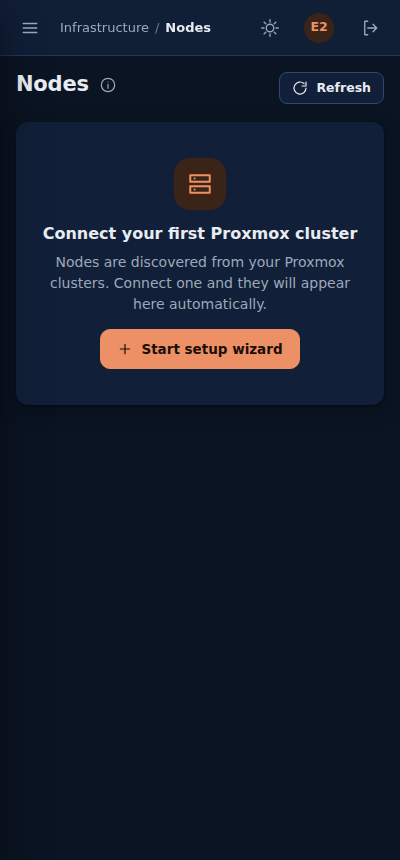 Infrastructure / Nodes
E2
Nodes
Refresh
Connect your first Proxmox cluster
Nodes are discovered from your Proxmox
clusters. Connect one and they will appear
here automatically.
Start setup wizard